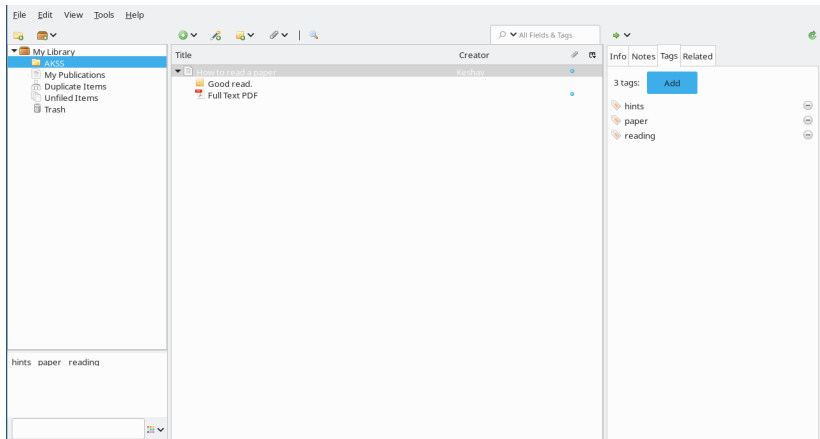 File Edit View Tools Help
All Fields & Tags
My Library
AKSS
My Publications
Duplicate Items
Unfiled Items
Trash
hints paper reading
Title Creator
How to read a paper Keshav
Good read.
Full Text PDF
Info Notes Tags Related
3 tags: Add
hints
paper
reading